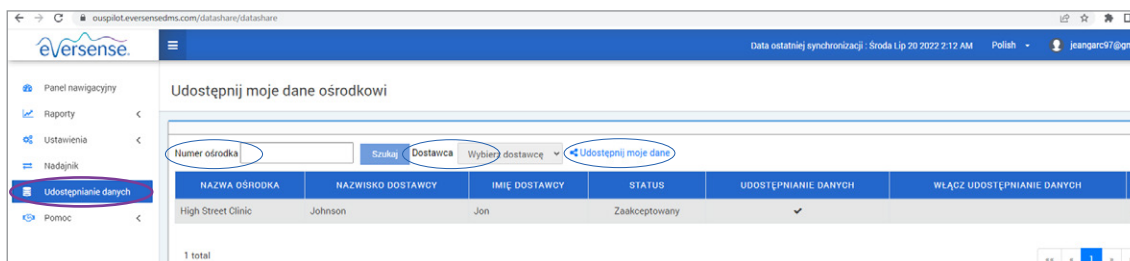 ouspilot.eversensedms.com/datashare/datashare
eversense.
Data ostatniej synchronizacji : Środa Lip 20 2022 2:12 AM Polish
Panel nawigacyjny
Raporty
Ustawienia
Nadajnik
Udostępnianie danych
Pomoc
Udostępnij moje dane ośrodkowi
Numer ośrodka Szukaj Dostawca Wybierz dostawcę Udostępnij moje dane
NAZWA OŚRODKA NAZWISKO DOSTAWCY IMIĘ DOSTAWCY STATUS UDOSTĘPNIANIE DANYCH WŁĄCZ UDOSTĘPNIANIE DANYCH
High Street Clinic Johnson Jon Zaakceptowany
1 total
1